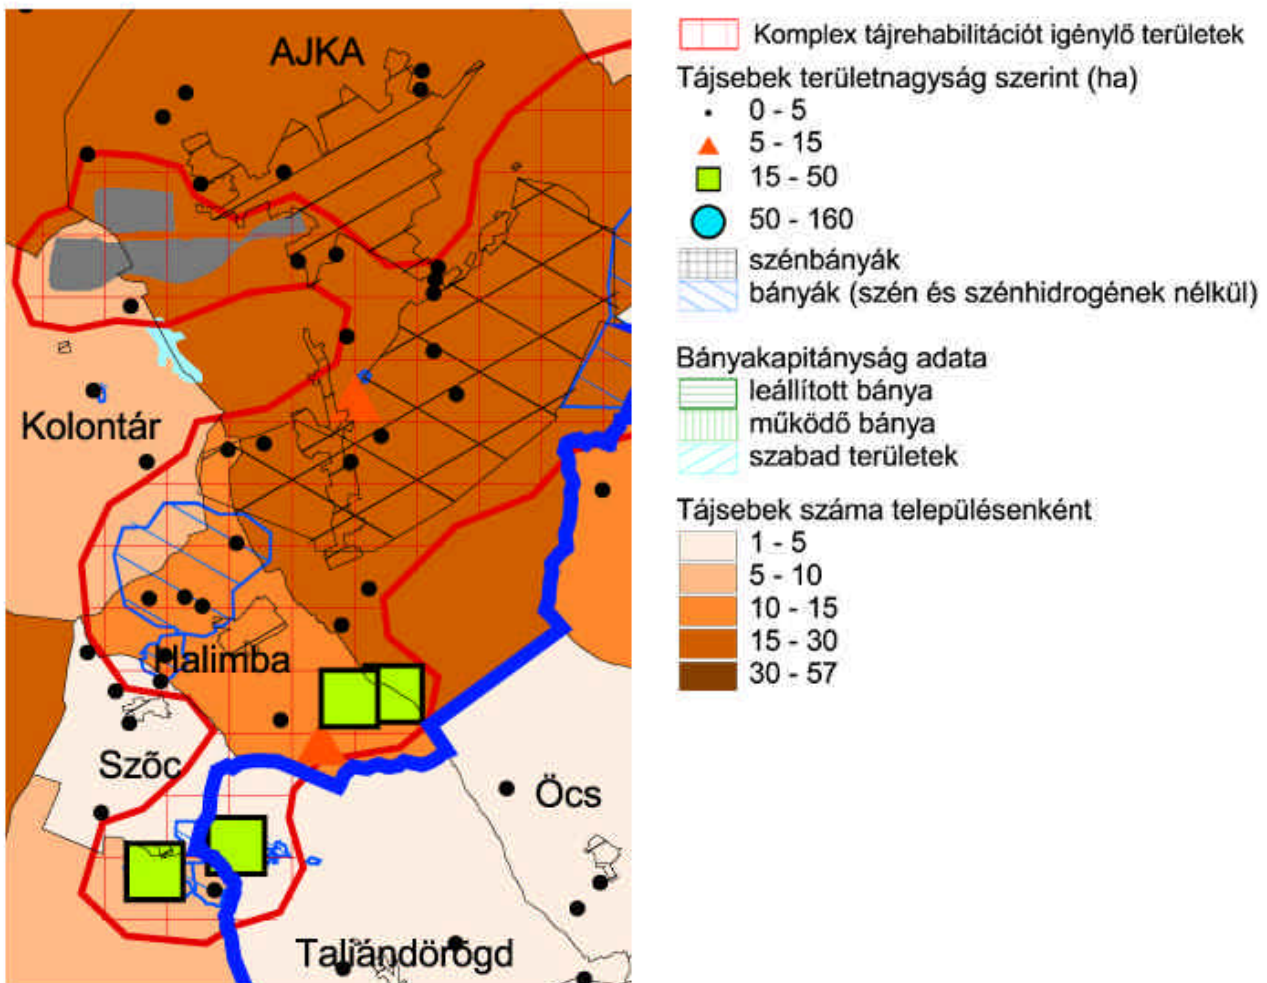 AJKA
Kolontár
Halimba
Szőc
Öcs
Taliándörögd
Komplex tájrehabilitációt igénylő területek
Tájsebek területnagyság szerint (ha)
0 - 5
5 - 15
15 - 50
50 - 160
szénbányák
bányák (szén és szénhidrogének nélkül)
Bányakapitányság adata
leállított bánya
működő bánya
szabad területek
Tájsebek száma településenként
1 - 5
5 - 10
10 - 15
15 - 30
30 - 57